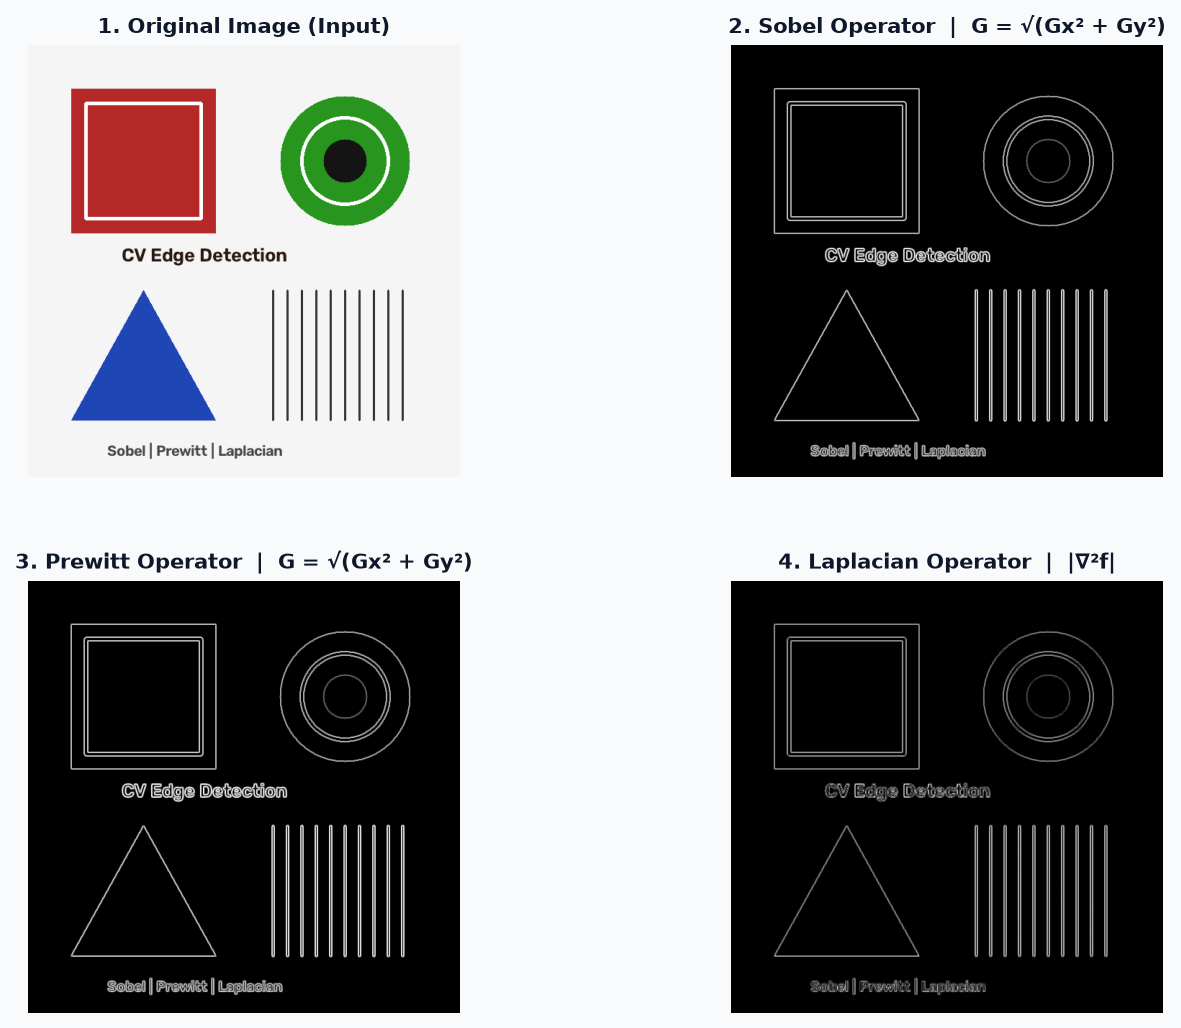 1. Original Image (Input)
2. Sobel Operator | G = √(Gx² + Gy²)
CV Edge Detection
Sobel | Prewitt | Laplacian
CV Edge Detection
Sobel | Prewitt | Laplacian
3. Prewitt Operator | G = √(Gx² + Gy²)
4. Laplacian Operator | |∇²f|
CV Edge Detection
Sobel | Prewitt | Laplacian
CV Edge Detection
Sobel | Prewitt | Laplacian